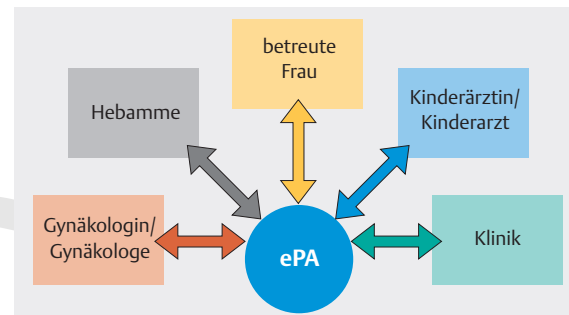 betreute
Frau
Hebamme
Kinderärztin/
Kinderarzt
Gynäkologin/
Gynäkologe
ePA
Klinik